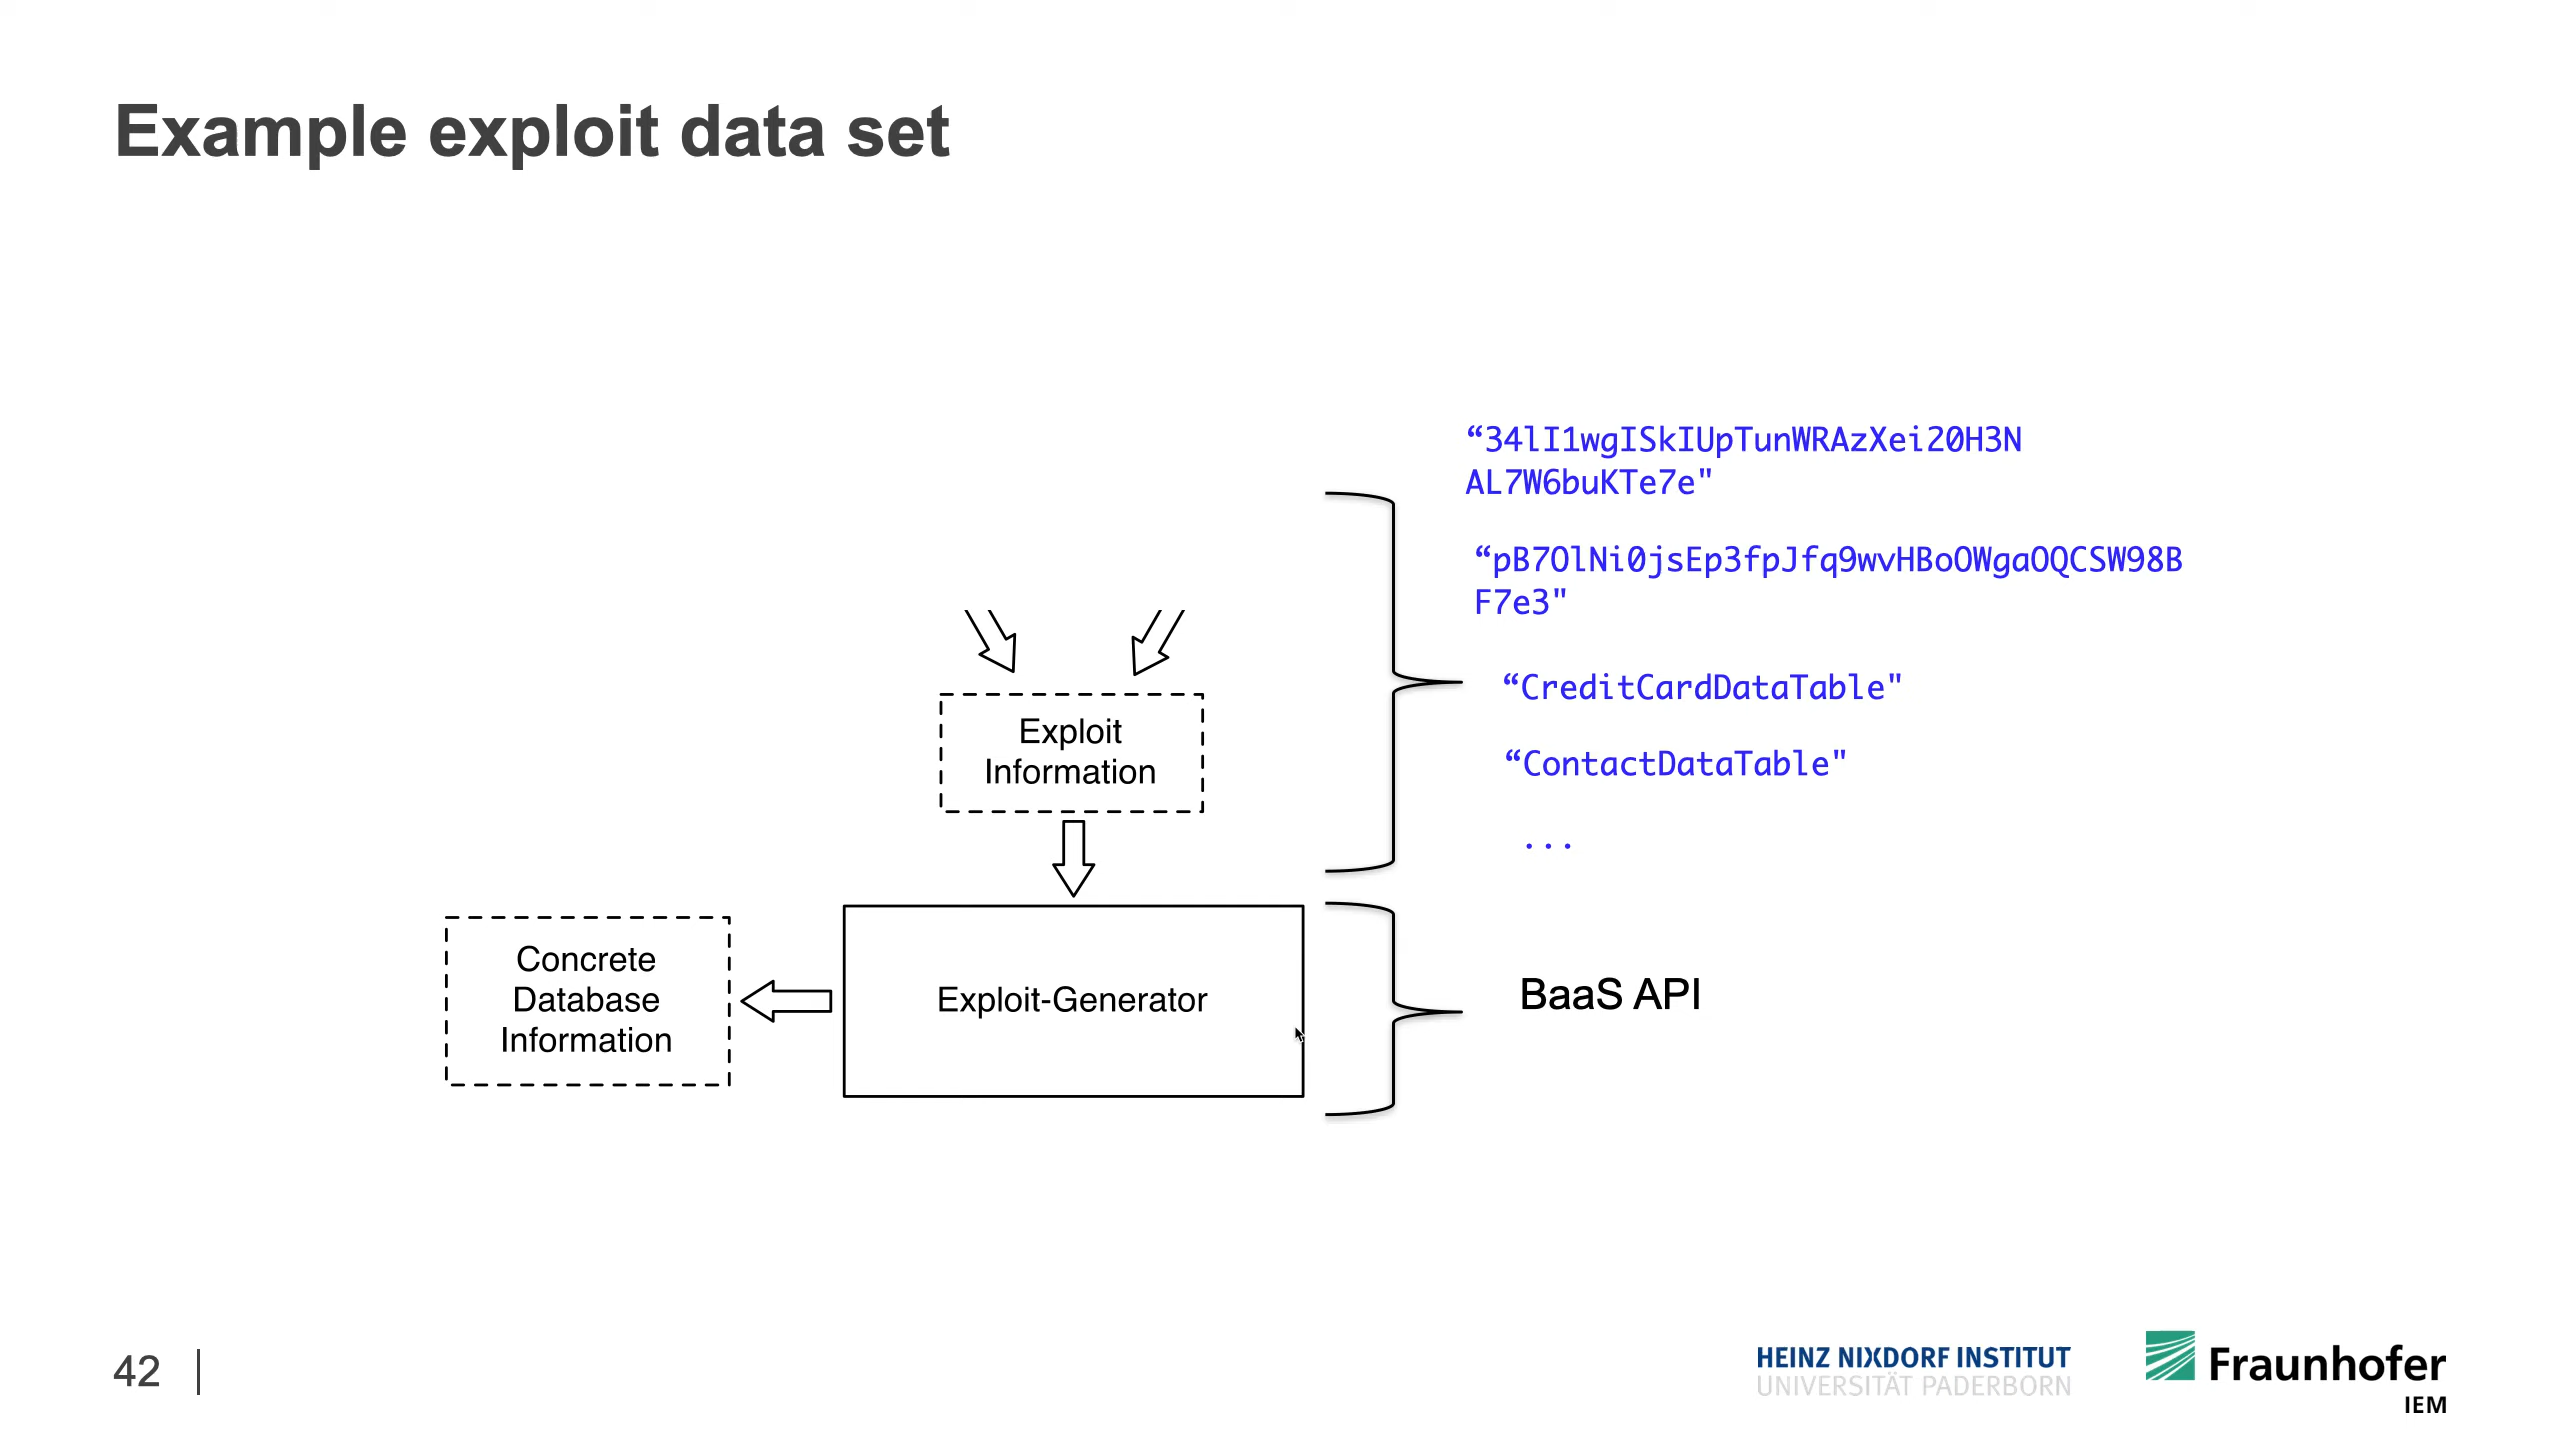 Example exploit data set
“34lI1wgISkIUpTunWRAzXei20H3N
AL7W6buKTe7e"
“pB7OlNi0jsEp3fpJfq9wvHBoOWgaOQCSW98B
F7e3"
“CreditCardDataTable"
“ContactDataTable"
...
Exploit
Information
Concrete
Database
Information
Exploit-Generator
BaaS API
42
HEINZ NIXDORF INSTITUT
UNIVERSITÄT PADERBORN
Fraunhofer
IEM